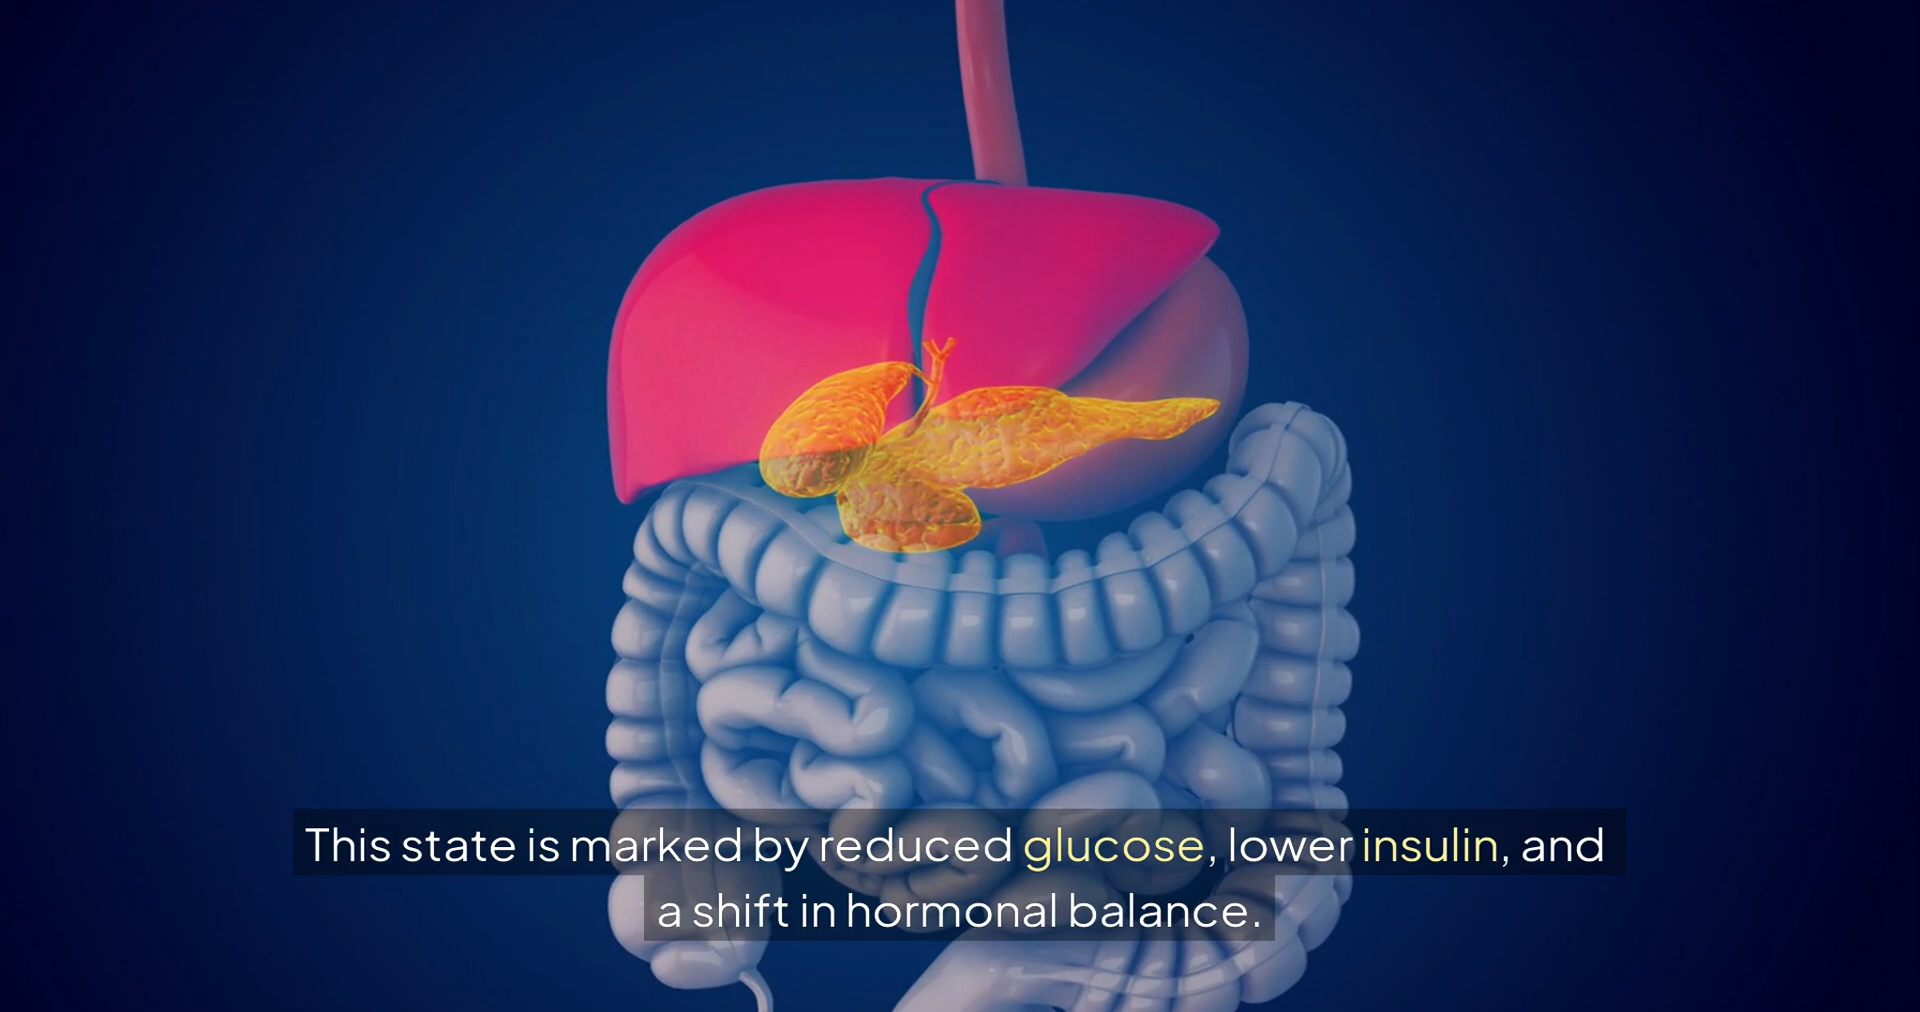 This state is marked by reduced glucose, lower insulin, and
a shift in hormonal balance.